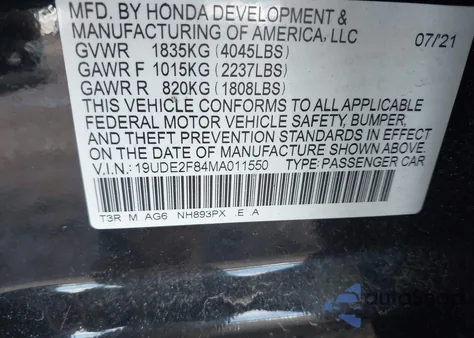 MFD. BY HONDA DEVELOPMENT &
MANUFACTURING OF AMERICA, LLC 07/21
GVWR 1835KG (4045LBS)
GAWR F 1015KG (2237LBS)
GAWR R 820KG (1808LBS)
THIS VEHICLE CONFORMS TO ALL APPLICABLE
FEDERAL MOTOR VEHICLE SAFETY, BUMPER,
AND THEFT PREVENTION STANDARDS IN EFFECT
ON THE DATE OF MANUFACTURE SHOWN ABOVE.
V.I.N.: 19UDE2F84MA011550 TYPE: PASSENGER CAR
T3R M AG6 NH893PX .E A